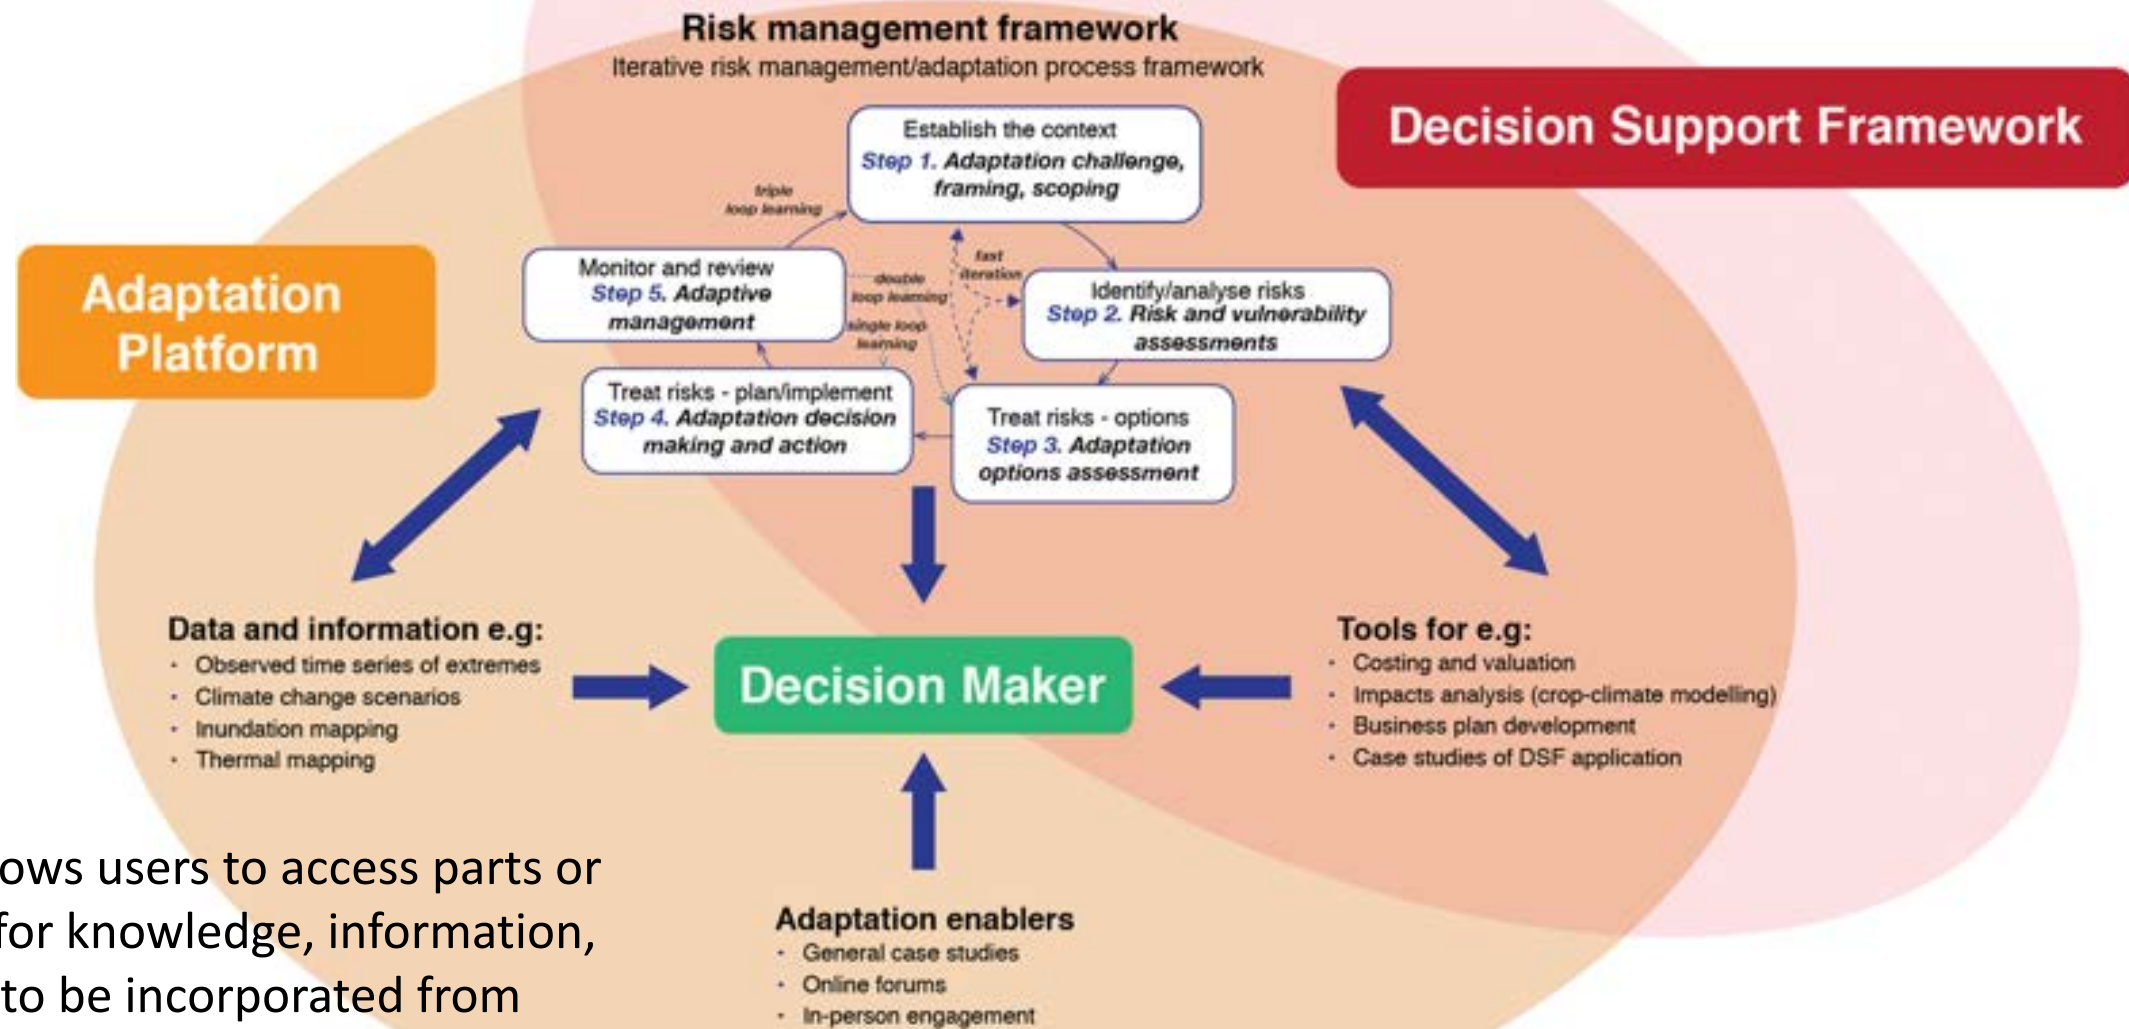 Risk management framework
Iterative risk management/adaptation process framework
Decision Support Framework
Establish the context
Step 1. Adaptation challenge,
framing, scoping
triple
loop learning
Adaptation
Platform
Monitor and review
Step 5. Adaptive
management
double
loop learning
single loop
learning
fast
iteration
Identify/analyse risks
Step 2. Risk and vulnerability
assessments
Treat risks - plan/implement
Step 4. Adaptation decision
making and action
Treat risks - options
Step 3. Adaptation
options assessment
Data and information e.g:
• Observed time series of extremes
• Climate change scenarios
• Inundation mapping
• Thermal mapping
Decision Maker
Tools for e.g:
• Costing and valuation
• Impacts analysis (crop-climate modelling)
• Business plan development
• Case studies of DSF application
ows users to access parts or
for knowledge, information,
to be incorporated from
Adaptation enablers
• General case studies
• Online forums
• In-person engagement